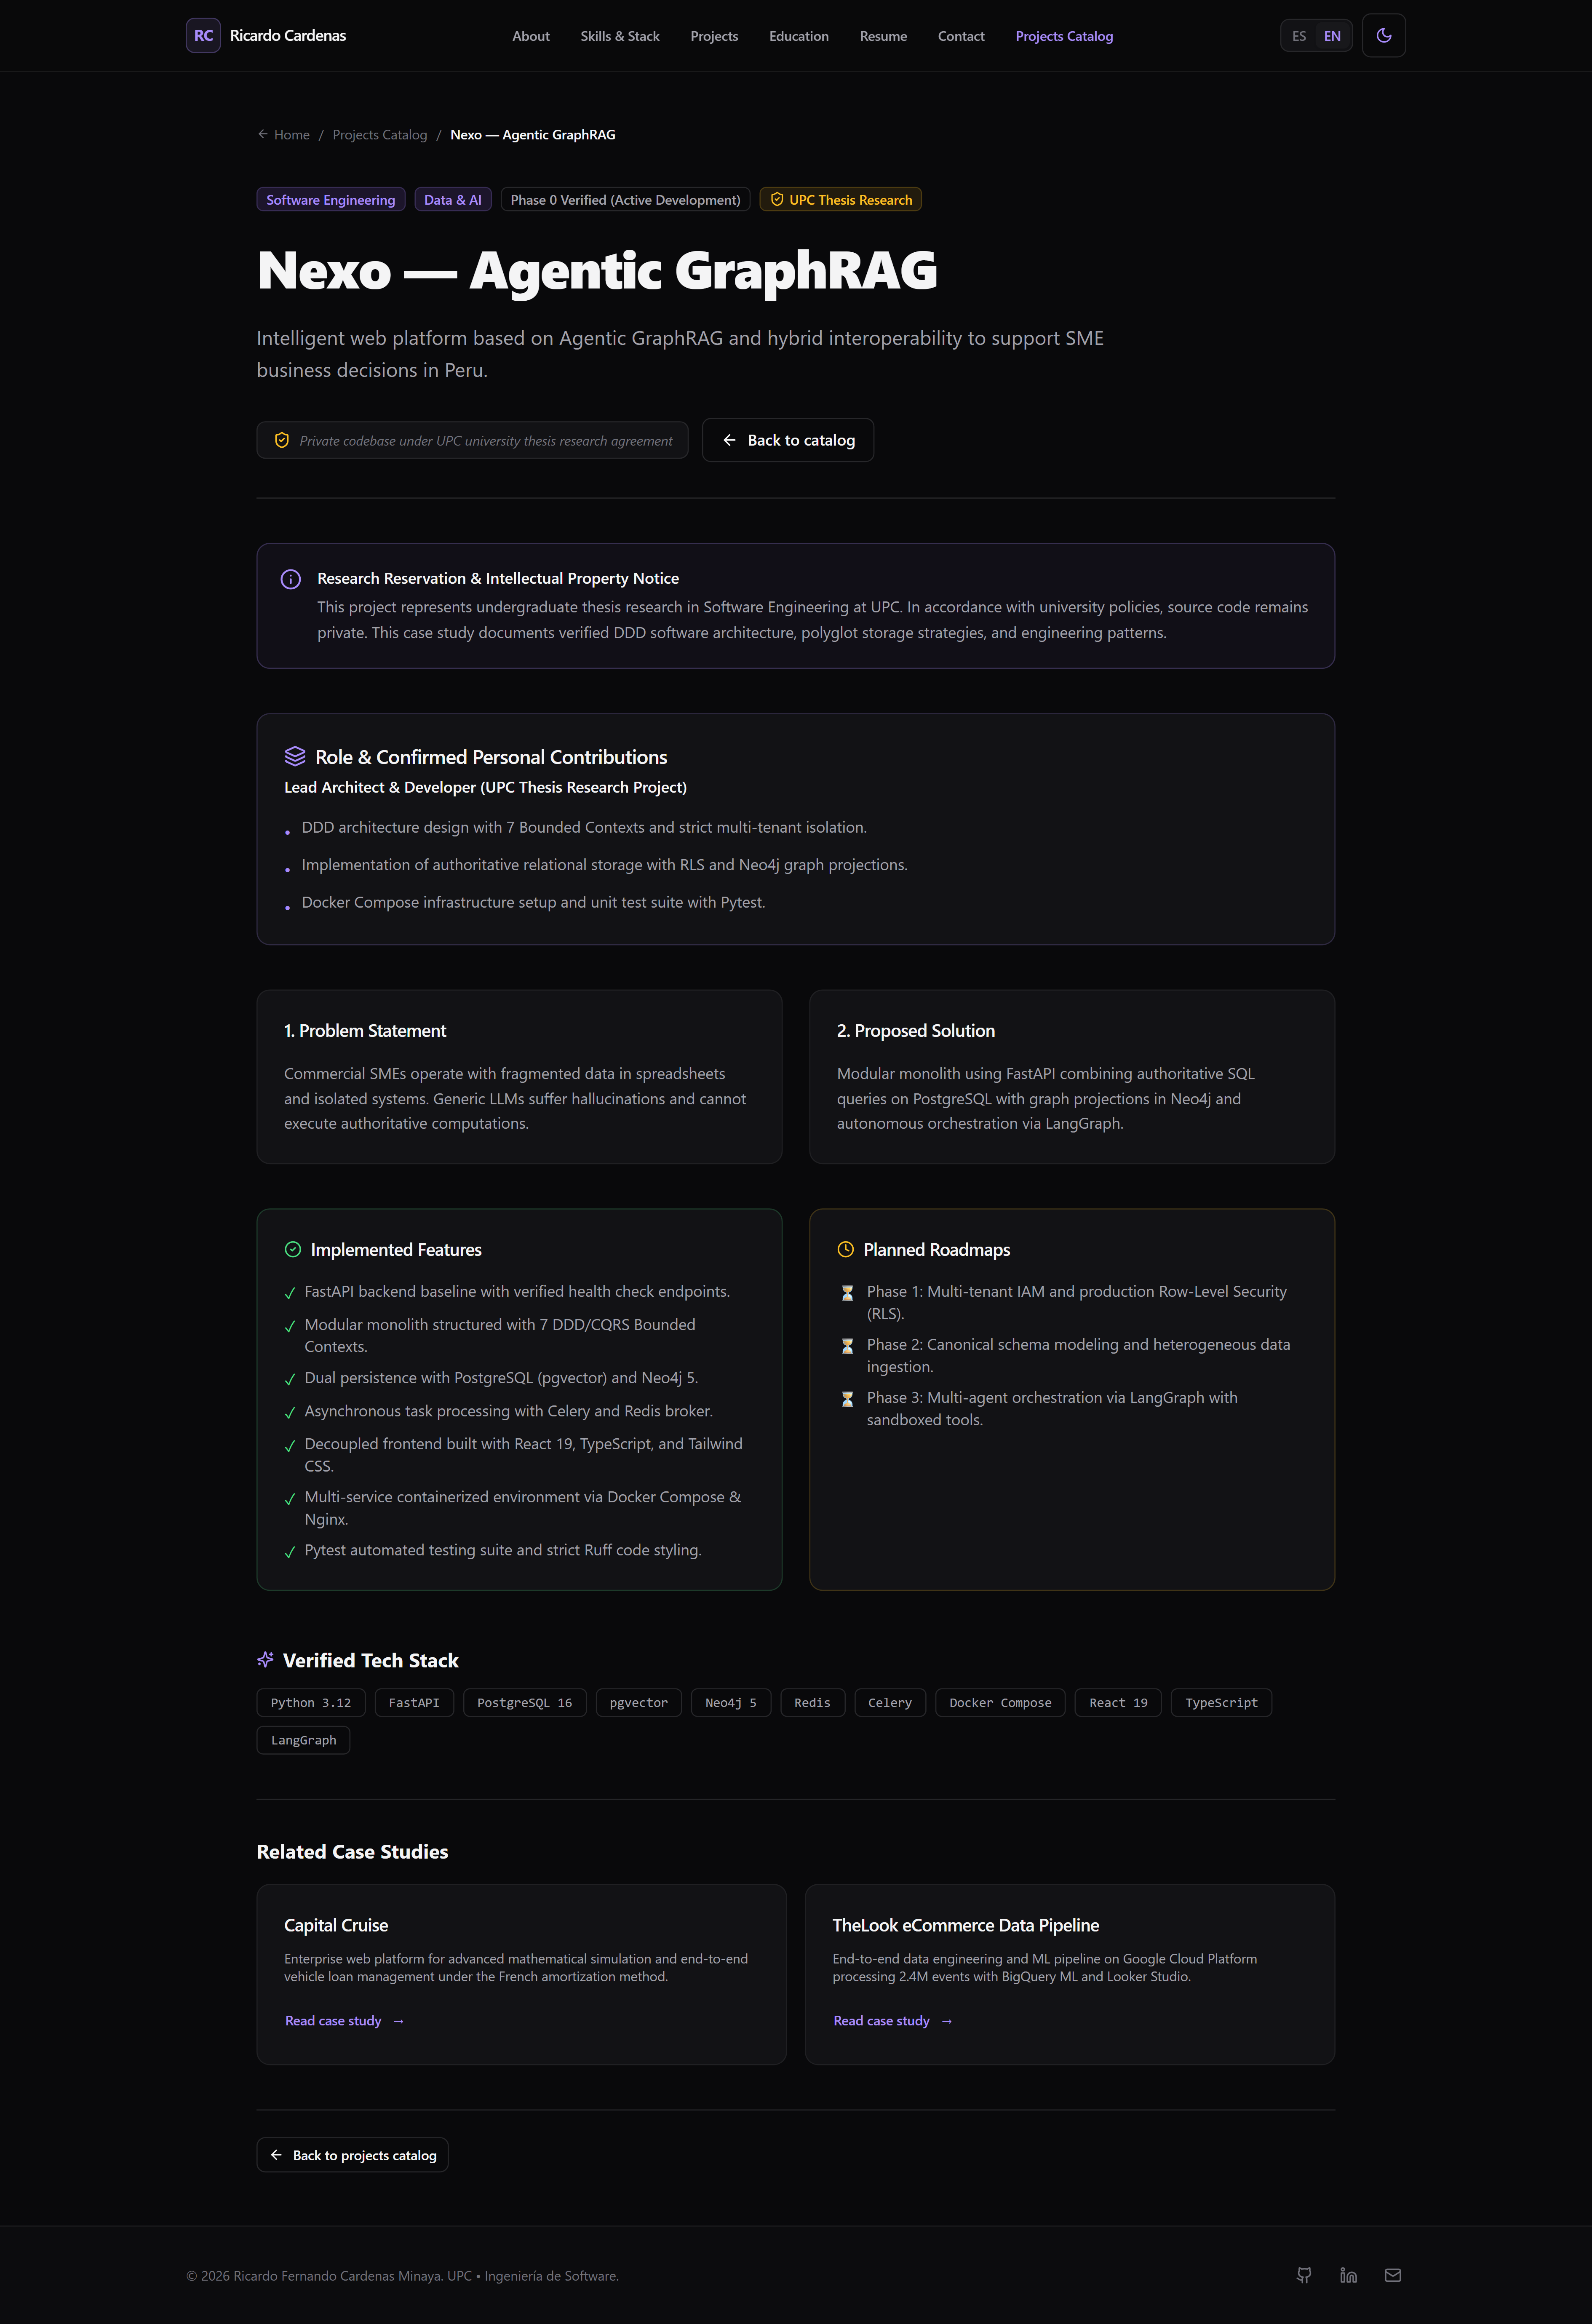 RC Ricardo Cardenas About Skills & Stack Projects Education Resume Contact Projects Catalog ES EN
← Home / Projects Catalog / Nexo — Agentic GraphRAG
Software Engineering Data & AI Phase 0 Verified (Active Development) UPC Thesis Research
Nexo — Agentic GraphRAG
Intelligent web platform based on Agentic GraphRAG and hybrid interoperability to support SME
business decisions in Peru.
Private codebase under UPC university thesis research agreement
← Back to catalog
Research Reservation & Intellectual Property Notice
This project represents undergraduate thesis research in Software Engineering at UPC. In accordance with university policies, source code remains
private. This case study documents verified DDD software architecture, polyglot storage strategies, and engineering patterns.
Role & Confirmed Personal Contributions
Lead Architect & Developer (UPC Thesis Research Project)
• DDD architecture design with 7 Bounded Contexts and strict multi-tenant isolation.
• Implementation of authoritative relational storage with RLS and Neo4j graph projections.
• Docker Compose infrastructure setup and unit test suite with Pytest.
1. Problem Statement
Commercial SMEs operate with fragmented data in spreadsheets
and isolated systems. Generic LLMs suffer hallucinations and cannot
execute authoritative computations.
2. Proposed Solution
Modular monolith using FastAPI combining authoritative SQL
queries on PostgreSQL with graph projections in Neo4j and
autonomous orchestration via LangGraph.
Implemented Features
✓ FastAPI backend baseline with verified health check endpoints.
✓ Modular monolith structured with 7 DDD/CQRS Bounded
Contexts.
✓ Dual persistence with PostgreSQL (pgvector) and Neo4j 5.
✓ Asynchronous task processing with Celery and Redis broker.
✓ Decoupled frontend built with React 19, TypeScript, and Tailwind
CSS.
✓ Multi-service containerized environment via Docker Compose &
Nginx.
✓ Pytest automated testing suite and strict Ruff code styling.
Planned Roadmaps
⏳ Phase 1: Multi-tenant IAM and production Row-Level Security
(RLS).
⏳ Phase 2: Canonical schema modeling and heterogeneous data
ingestion.
⏳ Phase 3: Multi-agent orchestration via LangGraph with
sandboxed tools.
Verified Tech Stack
Python 3.12 FastAPI PostgreSQL 16 pgvector Neo4j 5 Redis Celery Docker Compose React 19 TypeScript
LangGraph
Related Case Studies
Capital Cruise
Enterprise web platform for advanced mathematical simulation and end-to-end
vehicle loan management under the French amortization method.
Read case study →
TheLook eCommerce Data Pipeline
End-to-end data engineering and ML pipeline on Google Cloud Platform
processing 2.4M events with BigQuery ML and Looker Studio.
Read case study →
← Back to projects catalog
© 2026 Ricardo Fernando Cardenas Minaya. UPC • Ingeniería de Software.